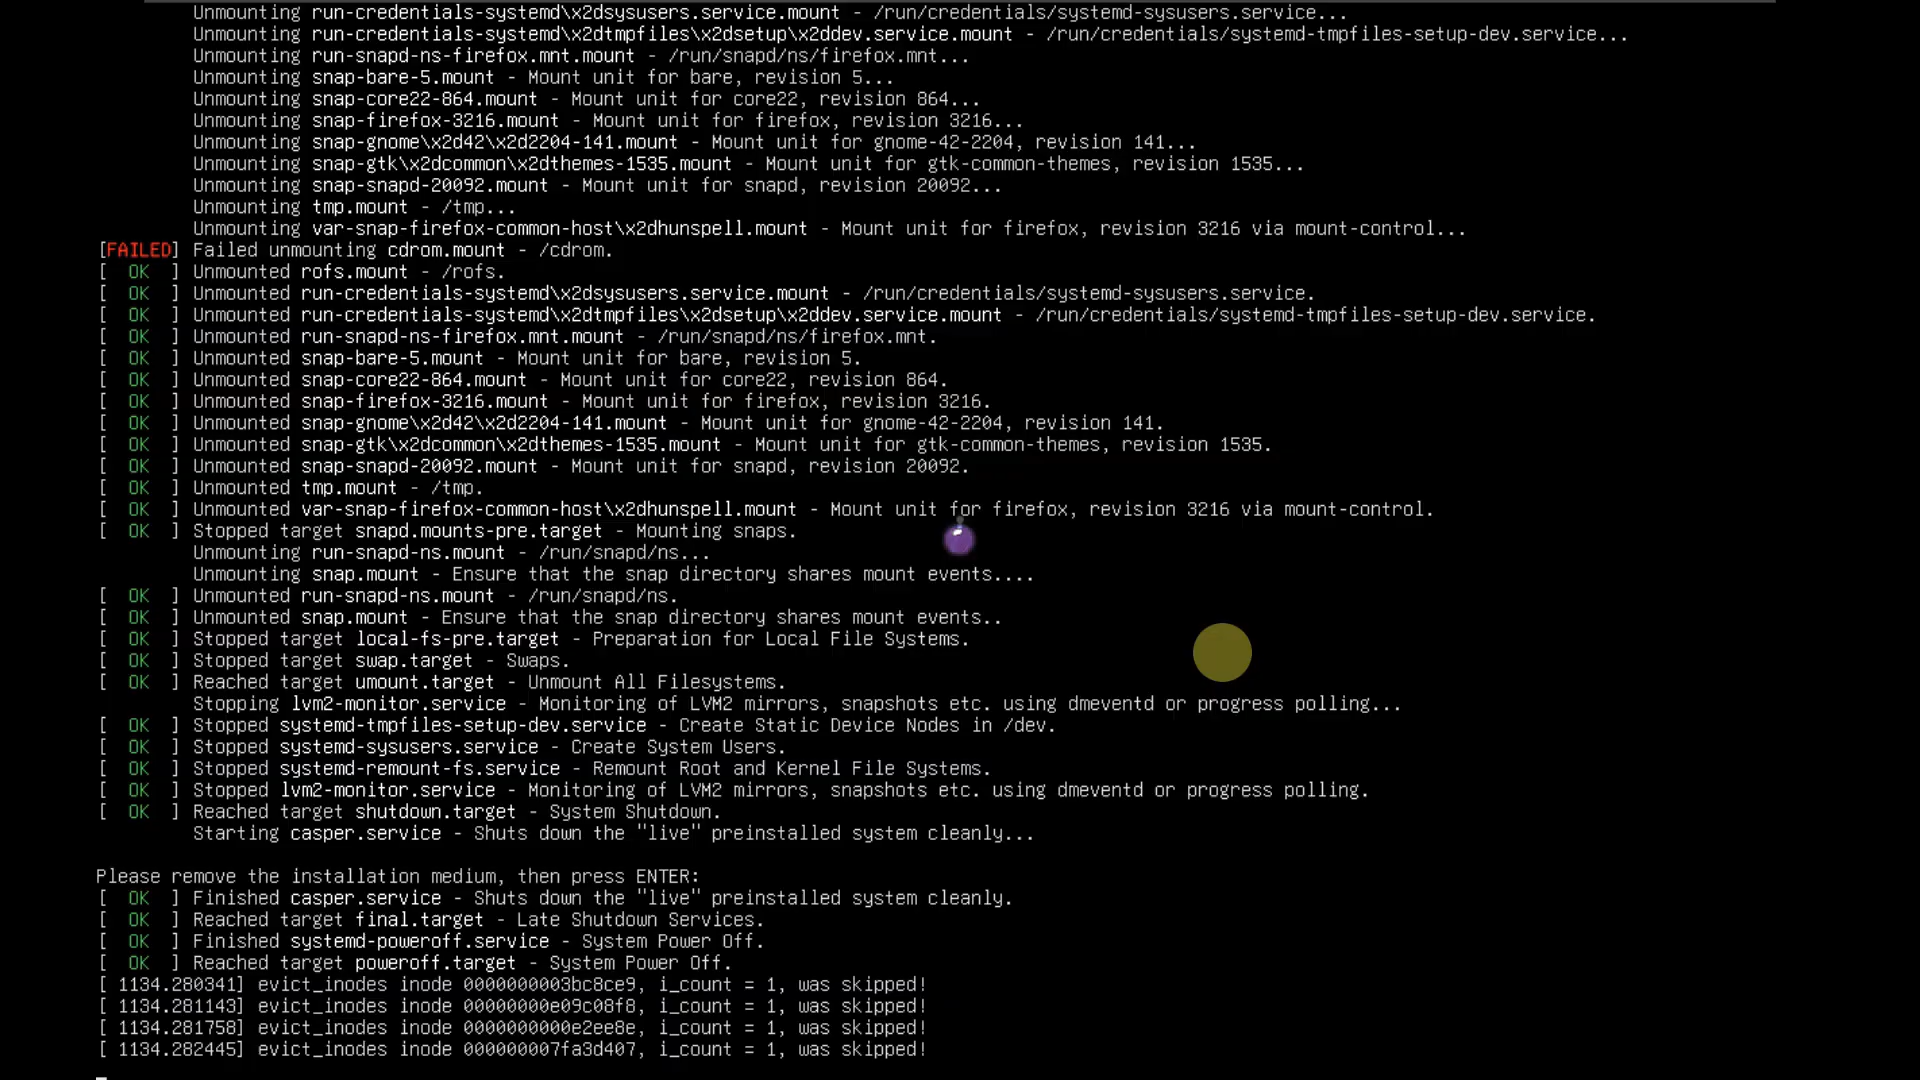 Unmounting run-credentials-systemd\x2dsysusers.service.mount - /run/credentials/systemd-sysusers.service...
Unmounting run-credentials-systemd\x2dtmpfiles\x2dsetup\x2ddev.service.mount - /run/credentials/systemd-tmpfiles-setup-dev.service...
Unmounting run-snapd-ns-firefox.mnt.mount - /run/snapd/ns/firefox.mnt...
Unmounting snap-bare-5.mount - Mount unit for bare, revision 5...
Unmounting snap-core22-864.mount - Mount unit for core22, revision 864...
Unmounting snap-firefox-3216.mount - Mount unit for firefox, revision 3216...
Unmounting snap-gnome\x2d42\x2d2204-141.mount - Mount unit for gnome-42-2204, revision 141...
Unmounting snap-gtk\x2dcommon\x2dthemes-1535.mount - Mount unit for gtk-common-themes, revision 1535...
Unmounting snap-snapd-20092.mount - Mount unit for snapd, revision 20092...
Unmounting tmp.mount - /tmp...
Unmounting var-snap-firefox-common-host\x2dhunspell.mount - Mount unit for firefox, revision 3216 via mount-control...
[FAILED] Failed unmounting cdrom.mount - /cdrom.
[  OK  ] Unmounted rofs.mount - /rofs.
[  OK  ] Unmounted run-credentials-systemd\x2dsysusers.service.mount - /run/credentials/systemd-sysusers.service.
[  OK  ] Unmounted run-credentials-systemd\x2dtmpfiles\x2dsetup\x2ddev.service.mount - /run/credentials/systemd-tmpfiles-setup-dev.service.
[  OK  ] Unmounted run-snapd-ns-firefox.mnt.mount - /run/snapd/ns/firefox.mnt.
[  OK  ] Unmounted snap-bare-5.mount - Mount unit for bare, revision 5.
[  OK  ] Unmounted snap-core22-864.mount - Mount unit for core22, revision 864.
[  OK  ] Unmounted snap-firefox-3216.mount - Mount unit for firefox, revision 3216.
[  OK  ] Unmounted snap-gnome\x2d42\x2d2204-141.mount - Mount unit for gnome-42-2204, revision 141.
[  OK  ] Unmounted snap-gtk\x2dcommon\x2dthemes-1535.mount - Mount unit for gtk-common-themes, revision 1535.
[  OK  ] Unmounted snap-snapd-20092.mount - Mount unit for snapd, revision 20092.
[  OK  ] Unmounted tmp.mount - /tmp.
[  OK  ] Unmounted var-snap-firefox-common-host\x2dhunspell.mount - Mount unit for firefox, revision 3216 via mount-control.
[  OK  ] Stopped target snapd.mounts-pre.target - Mounting snaps.
Unmounting run-snapd-ns.mount - /run/snapd/ns...
Unmounting snap.mount - Ensure that the snap directory shares mount events....
[  OK  ] Unmounted run-snapd-ns.mount - /run/snapd/ns.
[  OK  ] Unmounted snap.mount - Ensure that the snap directory shares mount events..
[  OK  ] Stopped target local-fs-pre.target - Preparation for Local File Systems.
[  OK  ] Stopped target swap.target - Swaps.
[  OK  ] Reached target umount.target - Unmount All Filesystems.
Stopping lvm2-monitor.service - Monitoring of LVM2 mirrors, snapshots etc. using dmeventd or progress polling...
[  OK  ] Stopped systemd-tmpfiles-setup-dev.service - Create Static Device Nodes in /dev.
[  OK  ] Stopped systemd-sysusers.service - Create System Users.
[  OK  ] Stopped systemd-remount-fs.service - Remount Root and Kernel File Systems.
[  OK  ] Stopped lvm2-monitor.service - Monitoring of LVM2 mirrors, snapshots etc. using dmeventd or progress polling.
[  OK  ] Reached target shutdown.target - System Shutdown.
Starting casper.service - Shuts down the "live" preinstalled system cleanly...
Please remove the installation medium, then press ENTER:
[  OK  ] Finished casper.service - Shuts down the "live" preinstalled system cleanly.
[  OK  ] Reached target final.target - Late Shutdown Services.
[  OK  ] Finished systemd-poweroff.service - System Power Off.
[  OK  ] Reached target poweroff.target - System Power Off.
[ 1134.280341] evict_inodes inode 0000000003bc8ce9, i_count = 1, was skipped!
[ 1134.281143] evict_inodes inode 00000000e09c08f8, i_count = 1, was skipped!
[ 1134.281758] evict_inodes inode 000000000e2ee8e, i_count = 1, was skipped!
[ 1134.282445] evict_inodes inode 000000007fa3d407, i_count = 1, was skipped!